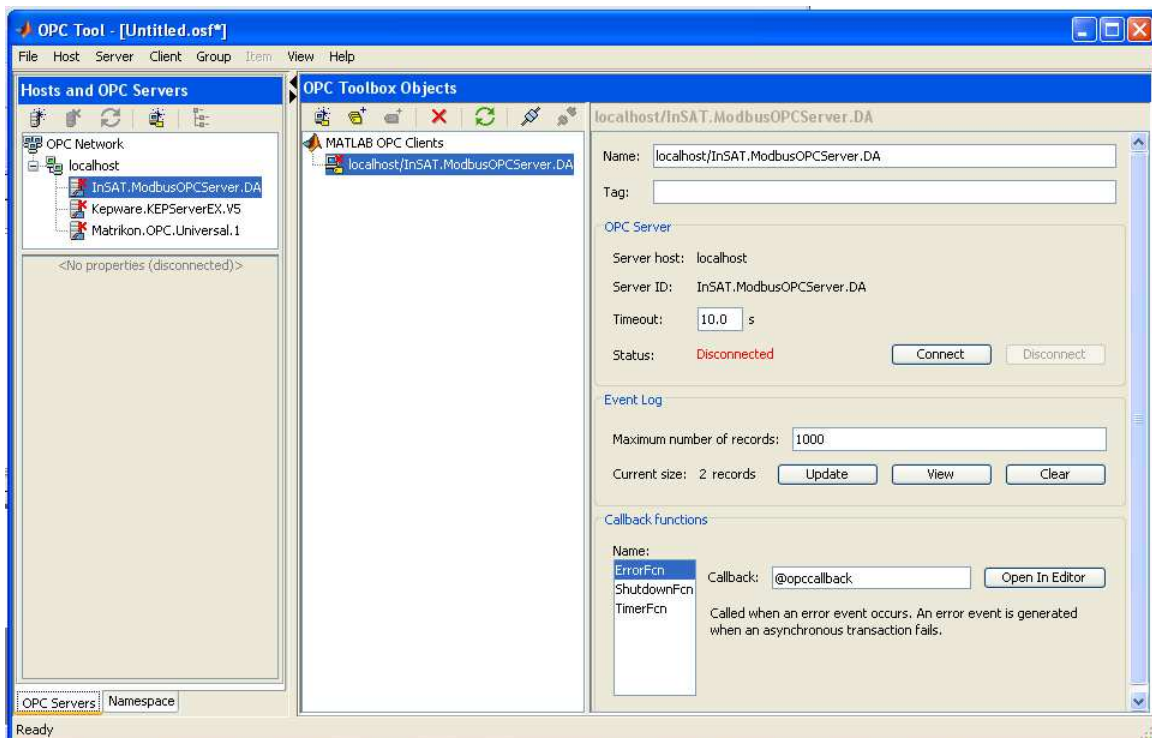 OPC Tool - [Untitled.osf*]
File Host Server Client Group Item View Help
Hosts and OPC Servers
OPC Network
localhost
InSAT.ModbusOPCServer.DA
Kepware.KEPServerEX.V5
Matrikon.OPC.Universal.1
<No properties (disconnected)>
OPC Servers Namespace
OPC Toolbox Objects
MATLAB OPC Clients
localhost/InSAT.ModbusOPCServer.DA
localhost/InSAT.ModbusOPCServer.DA
Name: localhost/InSAT.ModbusOPCServer.DA
Tag:
OPC Server
Server host: localhost
Server ID: InSAT.ModbusOPCServer.DA
Timeout: 10.0 s
Status: Disconnected Connect Disconnect
Event Log
Maximum number of records: 1000
Current size: 2 records Update View Clear
Callback functions
Name:
ErrorFcn
ShutdownFcn
TimerFcn
Callback: @opccallback Open In Editor
Called when an error event occurs. An error event is generated
when an asynchronous transaction fails.
Ready